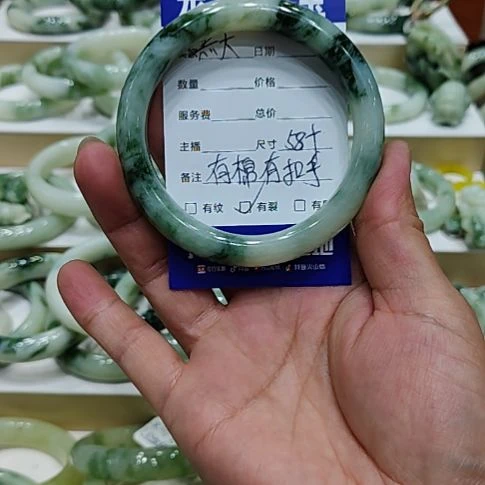 日期
数量 价格
服务费 总价
主播 尺寸 58+
备注 有棉有扣手
□ 有纹 ☑ 有裂 □ 有